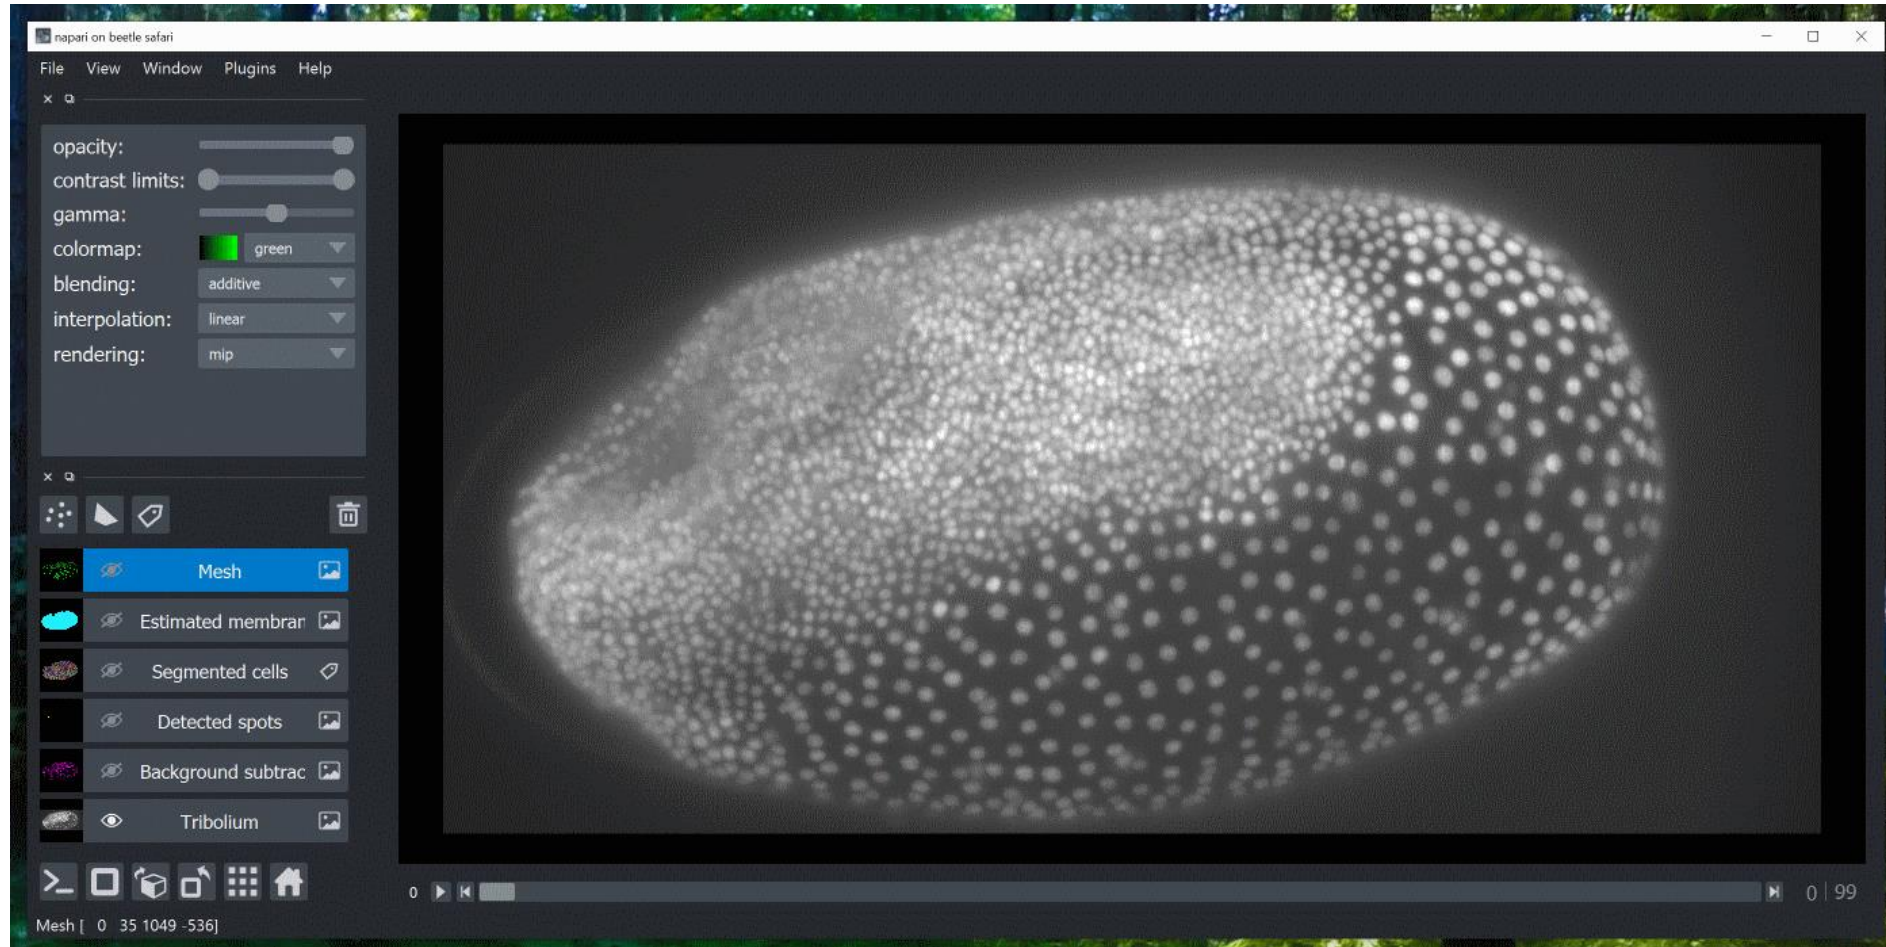 napari on beetle safari
File View Window Plugins Help
opacity:
contrast limits:
gamma:
colormap: green
blending: additive
interpolation: linear
rendering: mip
Mesh
Estimated membran
Segmented cells
Detected spots
Background subtrac
Tribolium
0 0 | 99
Mesh [ 0 35 1049 -536]